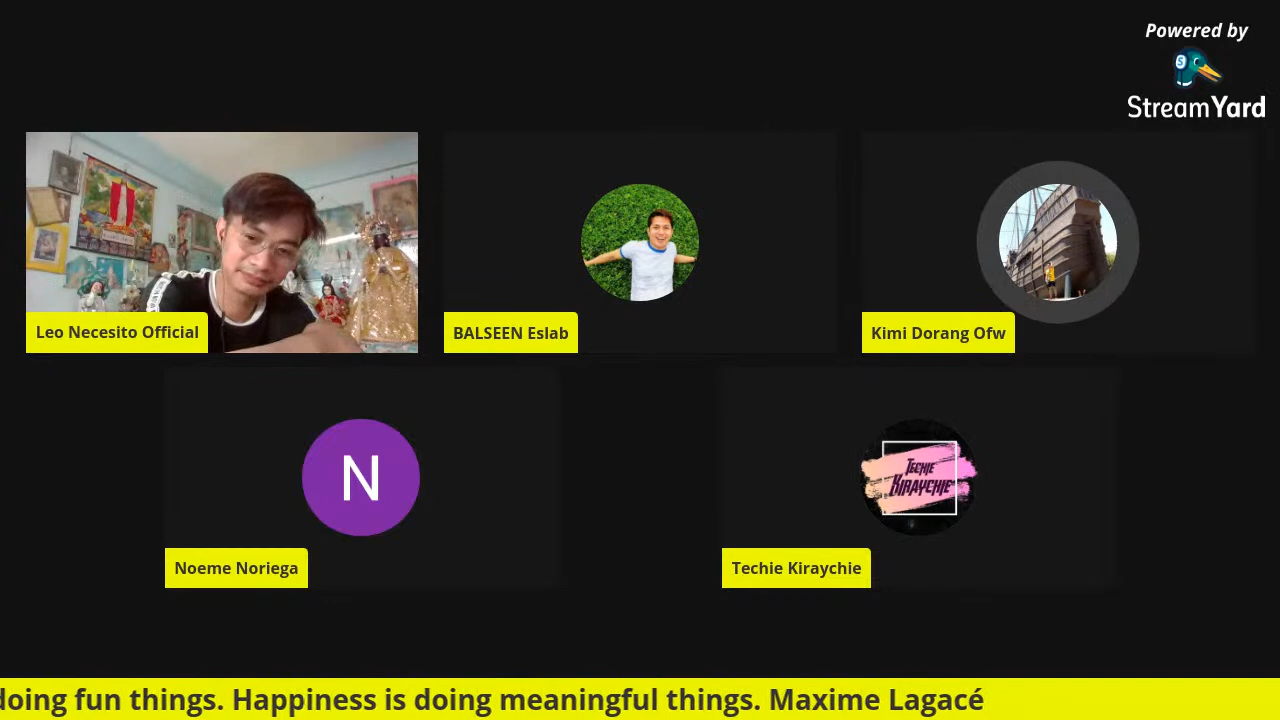 Powered by
S
StreamYard
Leo Necesito Official
BALSEEN Eslab
Kimi Dorang Ofw
N
TECHIE
KIRAYCHIE
Noeme Noriega
Techie Kiraychie
doing fun things. Happiness is doing meaningful things. Maxime Lagacé